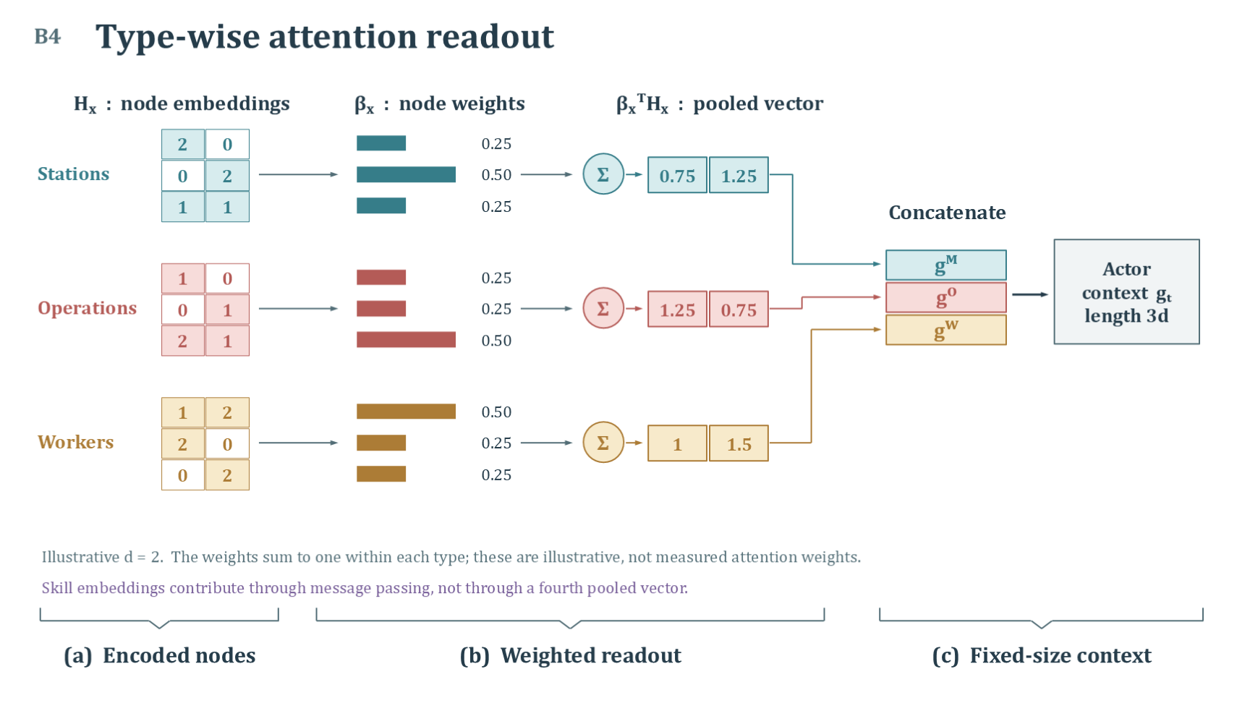 B4 Type-wise attention readout
Hₓ : node embeddings
βₓ : node weights
βₓᵀHₓ : pooled vector
Stations
2 0
0 2
1 1
0.25
0.50
0.25
Σ
0.75 1.25
Operations
1 0
0 1
2 1
0.25
0.25
0.50
Σ
1.25 0.75
Workers
1 2
2 0
0 2
0.50
0.25
0.25
Σ
1 1.5
Concatenate
gᴹ
gᴼ
gᵂ
Actor
context gₜ
length 3d
Illustrative d = 2. The weights sum to one within each type; these are illustrative, not measured attention weights.
Skill embeddings contribute through message passing, not through a fourth pooled vector.
(a) Encoded nodes
(b) Weighted readout
(c) Fixed-size context